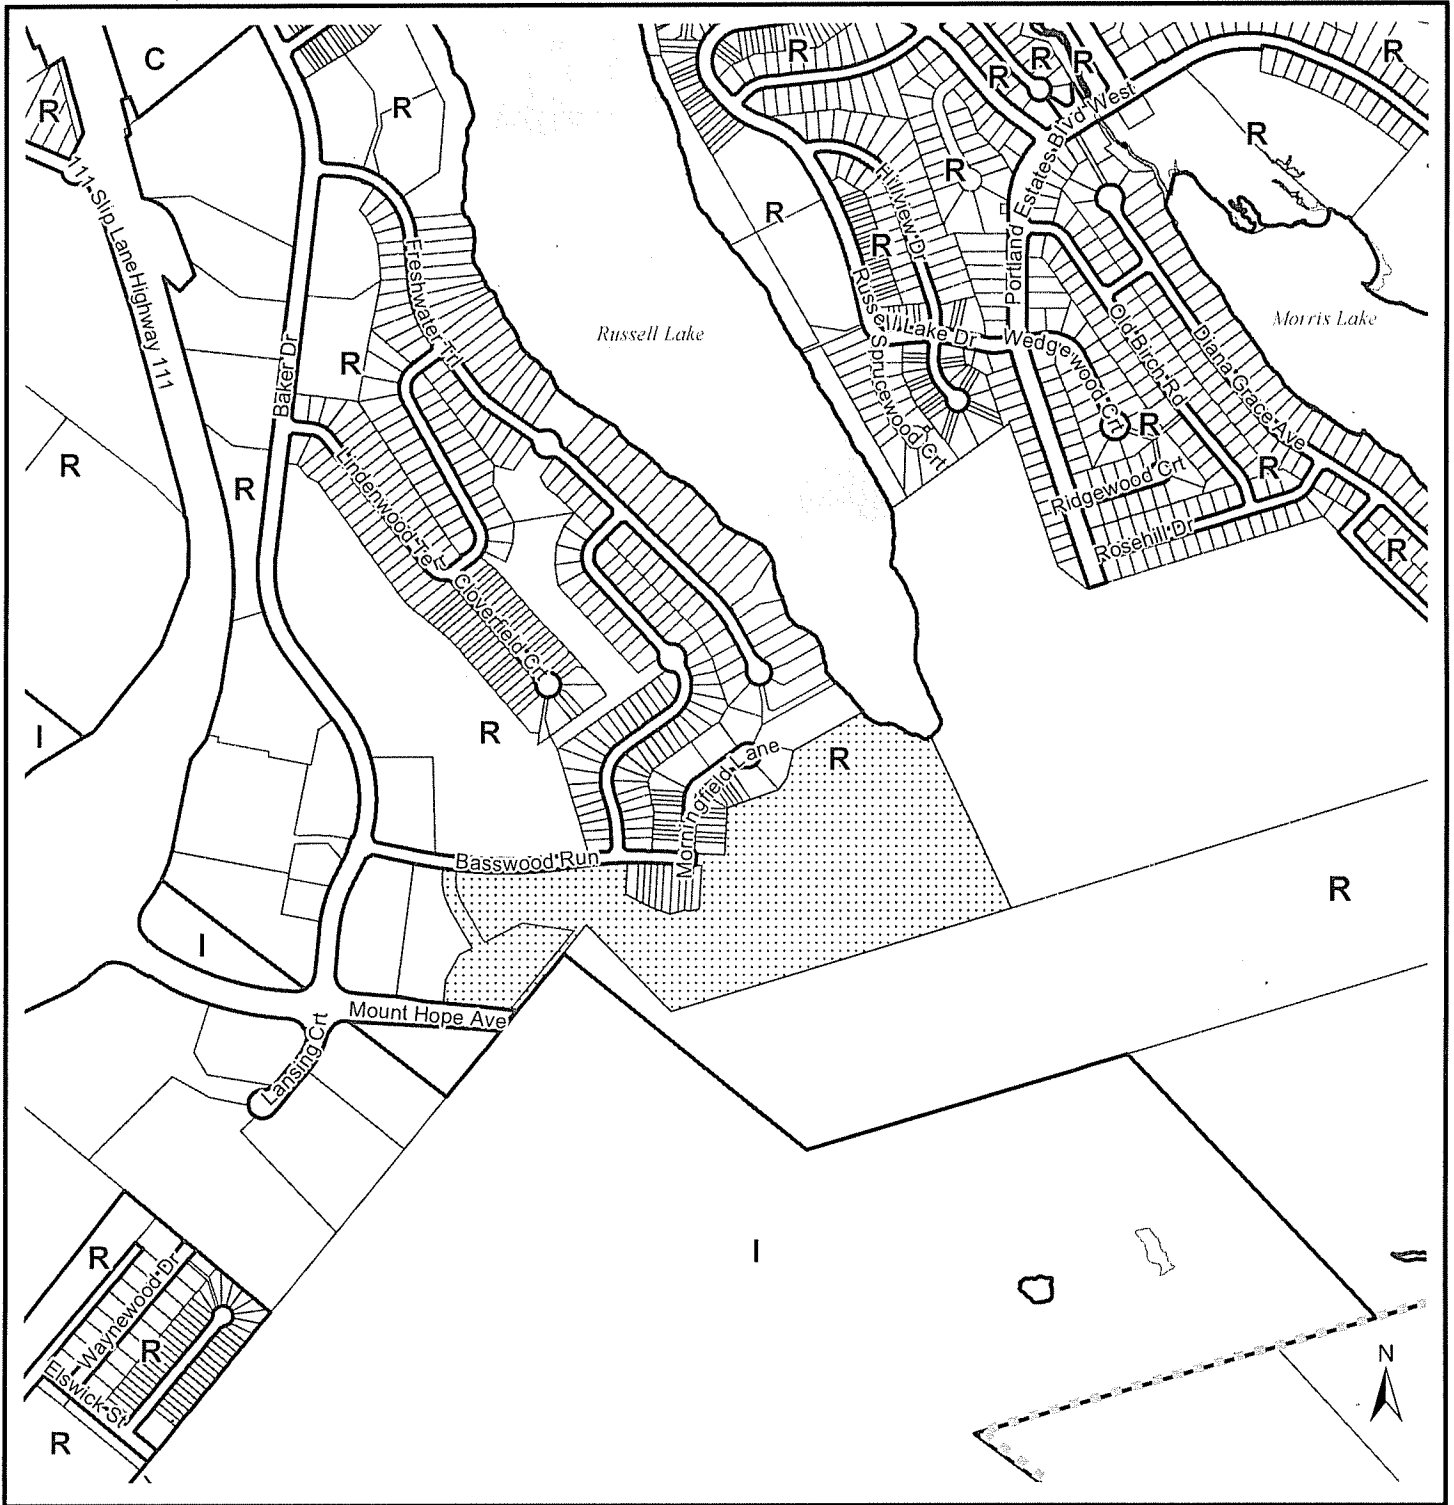 C
R
R
R
R
R
R
R
111 Slip Lane
Highway 111
R
Portland Estates Blvd West
R
R
Hillview Dr
R
R
Freshwater Trl
Russell Lake
Russell Lake Dr
Morris Lake
Baker Dr
R
Sprucewood Crt
Wedgewood Crt
Old Birch Rd
Diana Grace Ave
R
R
R
Lindenwood Terr
Ridgewood Crt
R
Rosehill Dr
R
Cloverfield Crt
I
R
Morningfield Lane
R
Basswood Run
R
I
Mount Hope Ave
Lansing Crt
R
Waynewood Dr
R
Elswick St
R
I
N